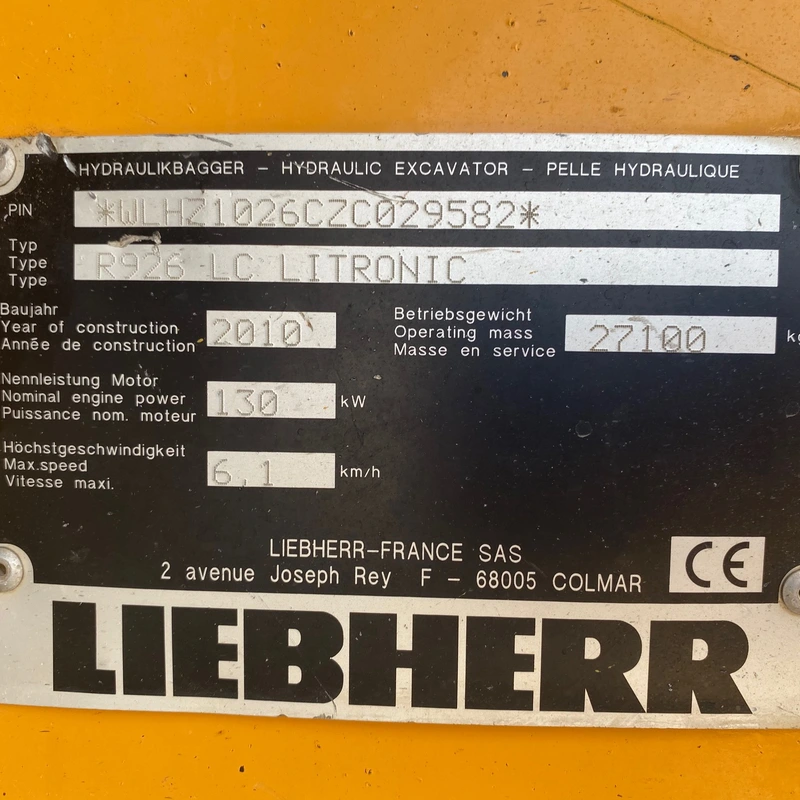 HYDRAULIKBAGGER – HYDRAULIC EXCAVATOR – PELLE HYDRAULIQUE
PIN *WLHZ1026CZC029582*
Typ
Type R926 LC LITRONIC
Type
Baujahr
Year of construction 2010
Année de construction
Betriebsgewicht
Operating mass 27100 kg
Masse en service
Nennleistung Motor
Nominal engine power 130 kW
Puissance nom. moteur
Höchstgeschwindigkeit
Max.speed 6,1 km/h
Vitesse maxi.
LIEBHERR–FRANCE SAS
2 avenue Joseph Rey F – 68005 COLMAR
CE
LIEBHERR